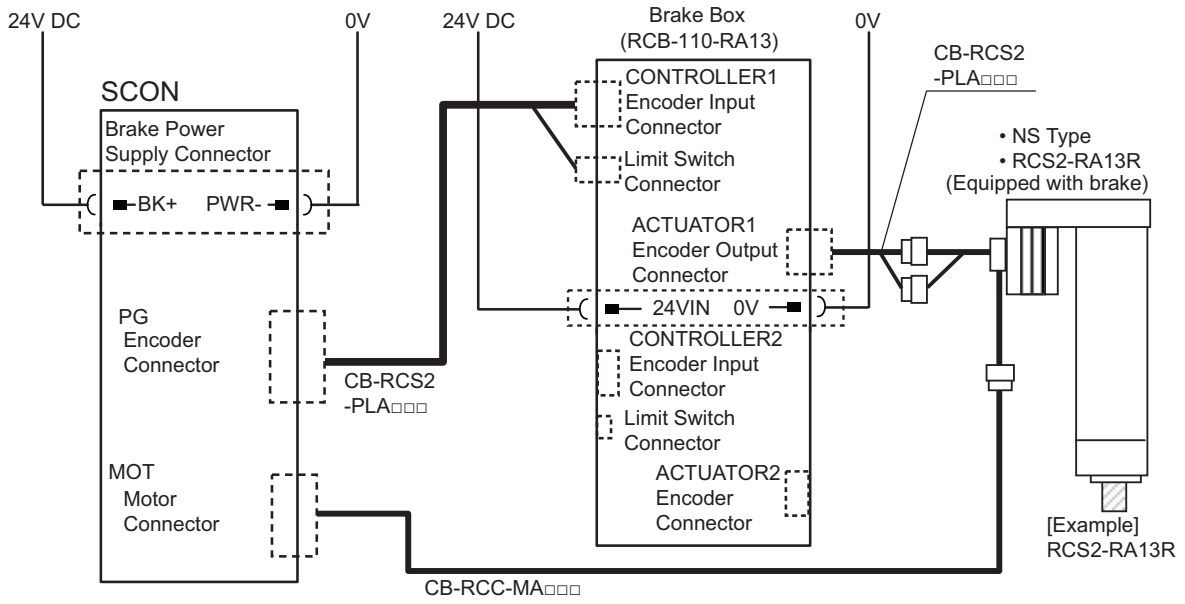 24V DC
0V
24V DC
Brake Box
(RCB-110-RA13)
0V
SCON
Brake Power
Supply Connector
BK+
PWR-
PG
Encoder
Connector
CB-RCS2
-PLA□□□
MOT
Motor
Connector
CB-RCC-MA□□□
CONTROLLER1
Encoder Input
Connector
Limit Switch
Connector
ACTUATOR1
Encoder Output
Connector
24VIN
0V
CONTROLLER2
Encoder Input
Connector
Limit Switch
Connector
ACTUATOR2
Encoder
Connector
CB-RCS2
-PLA□□□
• NS Type
• RCS2-RA13R
(Equipped with brake)
[Example]
RCS2-RA13R